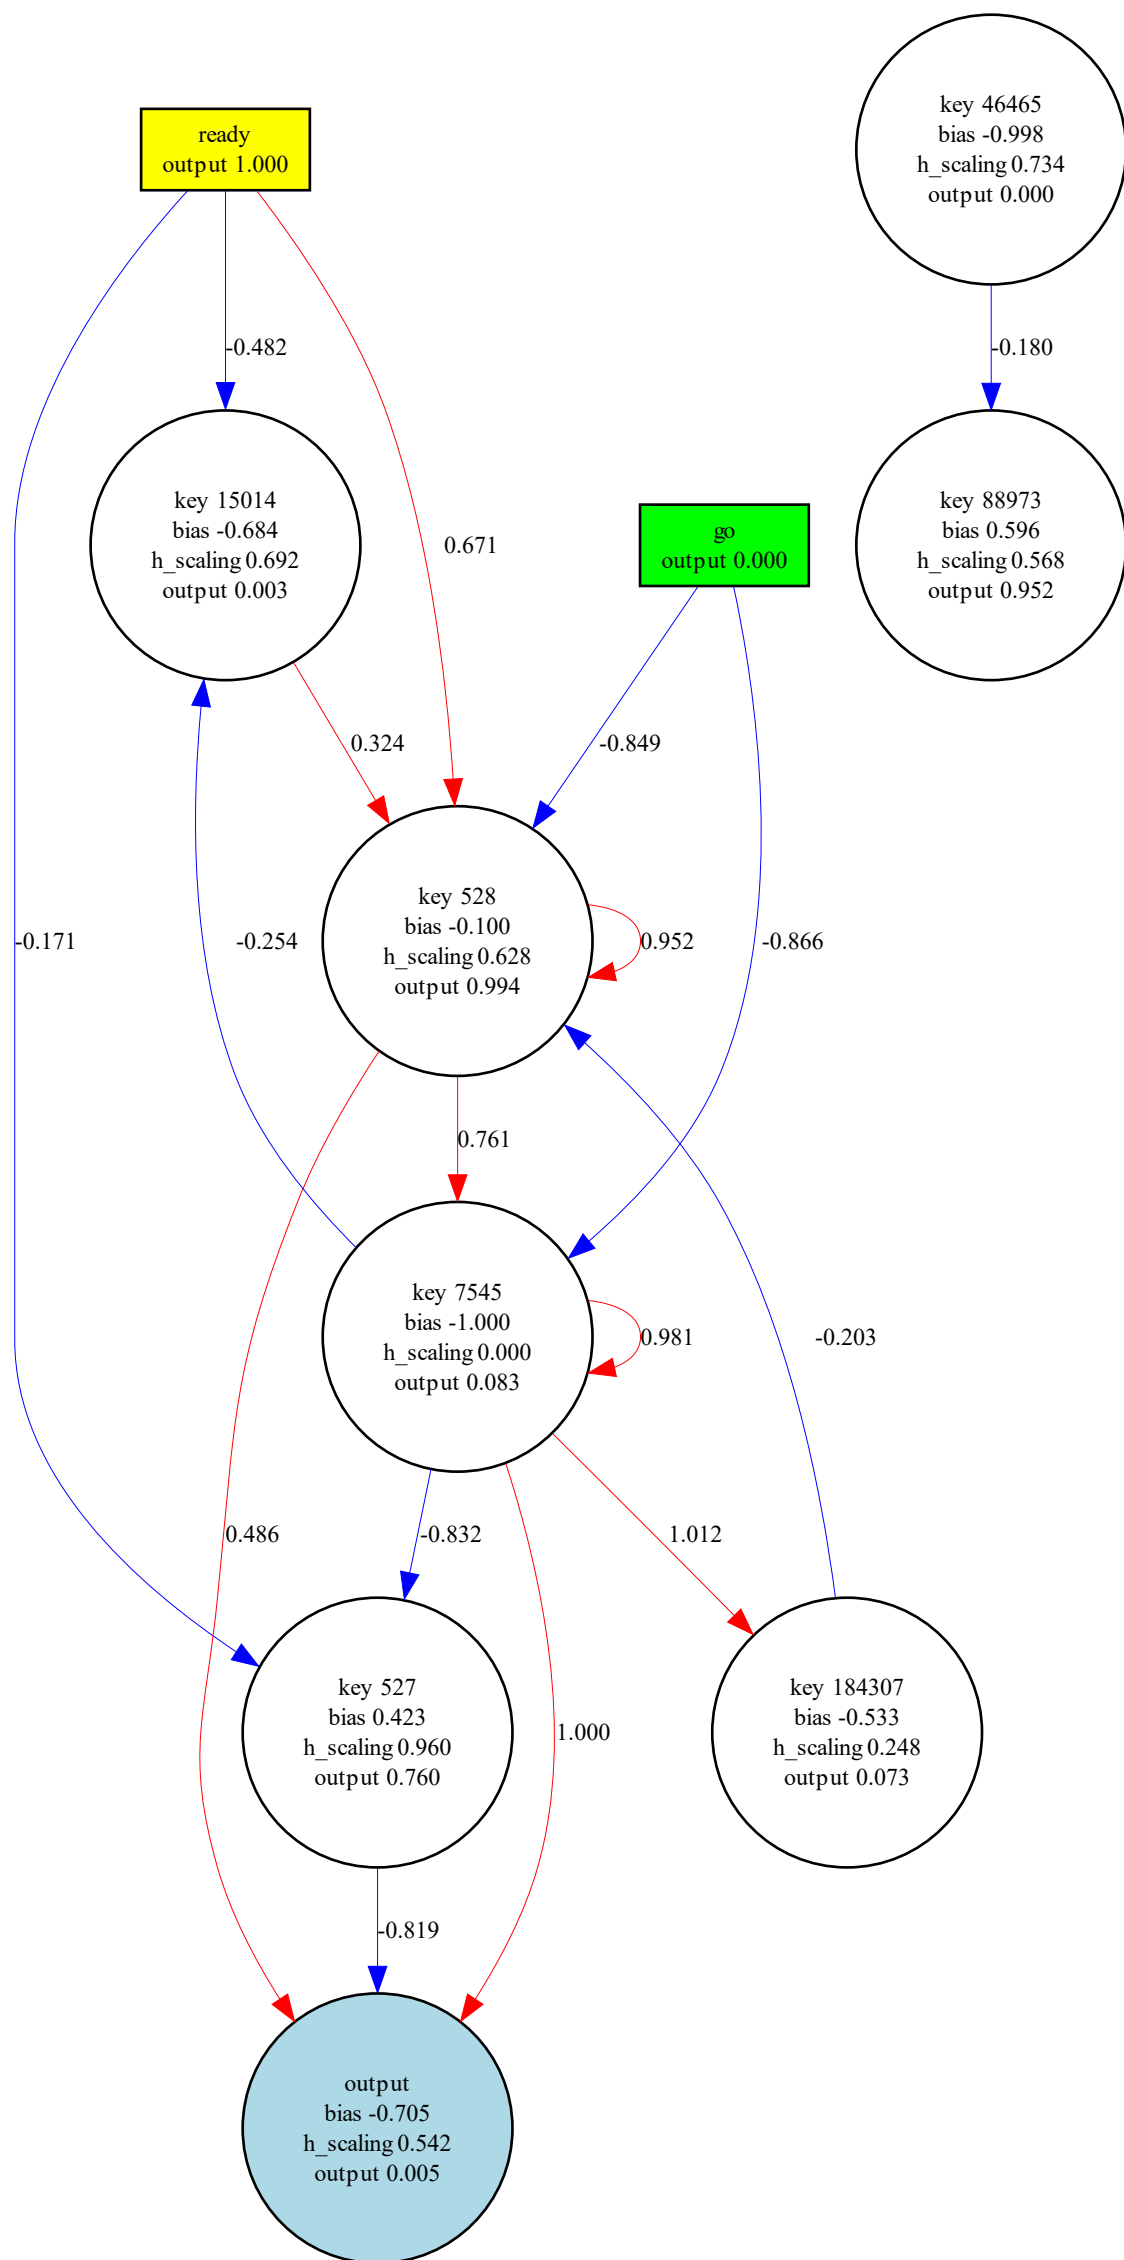 key 46465
bias -0.998
h_scaling 0.734
output 0.000
ready
output 1.000
-0.482
-0.180
key 15014
bias -0.684
h_scaling 0.692
output 0.003
0.671
go
output 0.000
key 88973
bias 0.596
h_scaling 0.568
output 0.952
0.324
-0.849
-0.171
-0.254
key 528
bias -0.100
h_scaling 0.628
output 0.994
0.952
-0.866
0.761
key 7545
bias -1.000
h_scaling 0.000
output 0.083
0.981
-0.203
0.486
-0.832
1.012
key 527
bias 0.423
h_scaling 0.960
output 0.760
1.000
key 184307
bias -0.533
h_scaling 0.248
output 0.073
-0.819
output
bias -0.705
h_scaling 0.542
output 0.005